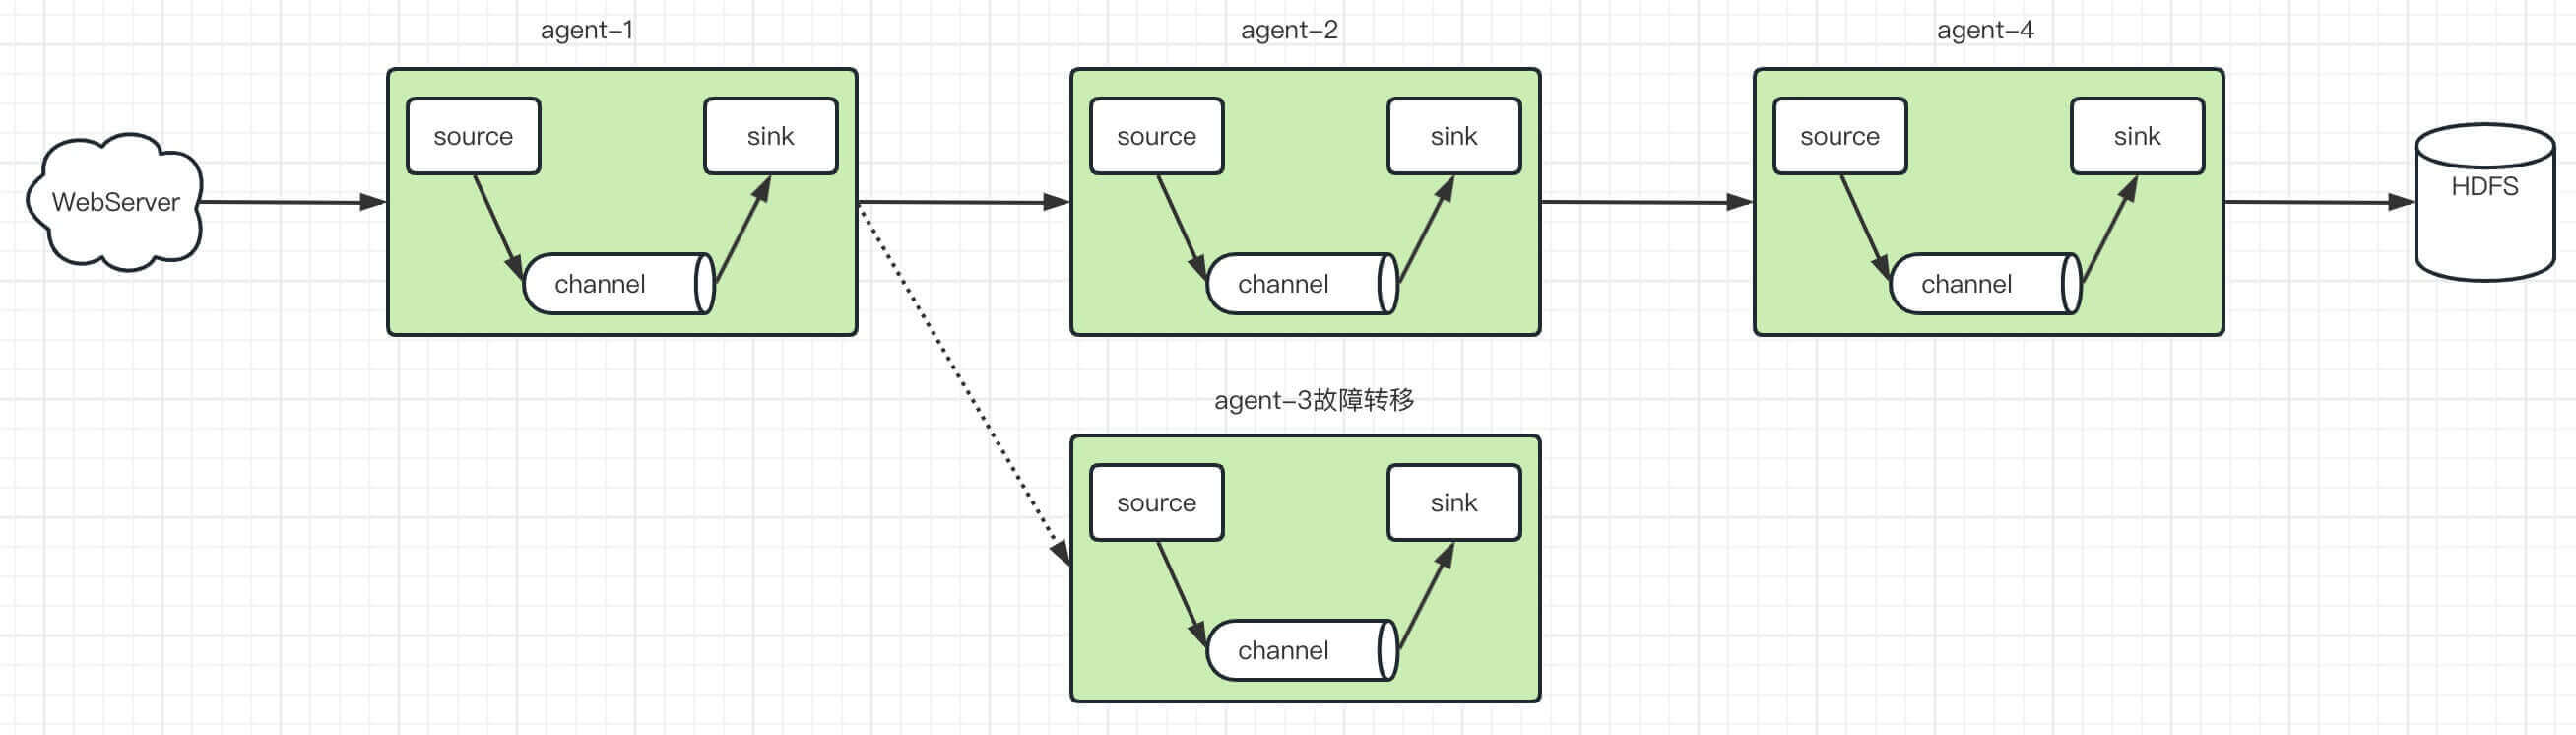 agent-1
agent-2
agent-4
source
sink
source
sink
source
sink
WebServer
HDFS
channel
channel
channel
agent-3故障转移
source
sink
channel